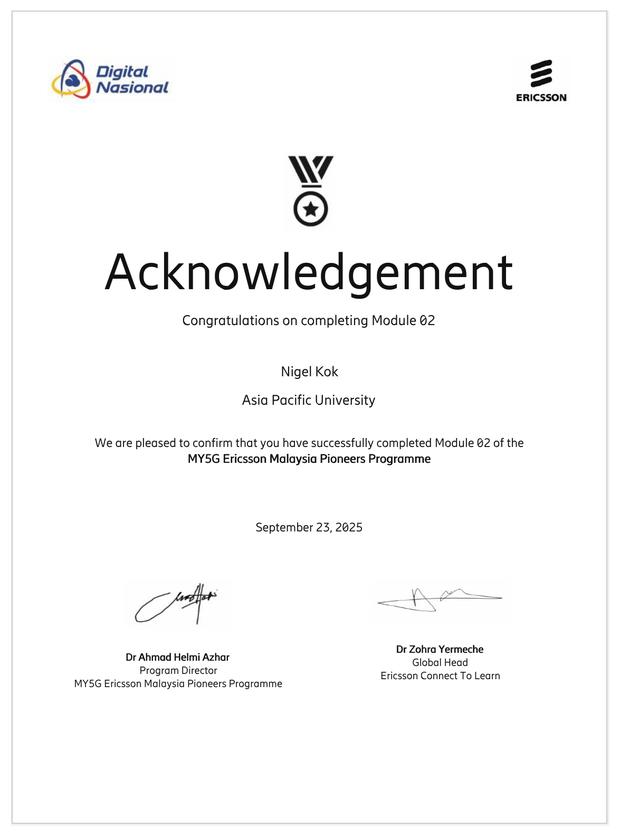 Digital
Nasional
ERICSSON
Acknowledgement
Congratulations on completing Module 02
Nigel Kok
Asia Pacific University
We are pleased to confirm that you have successfully completed Module 02 of the
MY5G Ericsson Malaysia Pioneers Programme
September 23, 2025
Dr Ahmad Helmi Azhar
Program Director
MY5G Ericsson Malaysia Pioneers Programme
Dr Zohra Yermeche
Global Head
Ericsson Connect To Learn